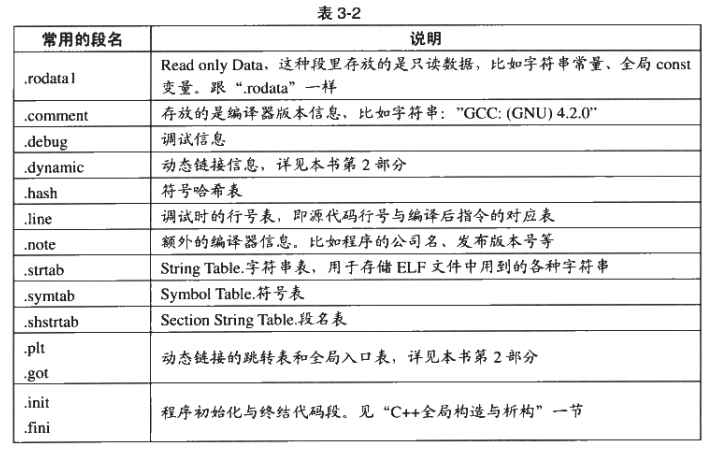 表 3-2
常用的段名 说明
.rodata1 Read only Data，这种段里存放的是只读数据，比如字符串常量、全局 const
变量。跟“.rodata”一样
.comment 存放的是编译器版本信息，比如字符串：”GCC: (GNU) 4.2.0”
.debug 调试信息
.dynamic 动态链接信息，详见本书第 2 部分
.hash 符号哈希表
.line 调试时的行号表，即源代码行号与编译后指令的对应表
.note 额外的编译器信息。比如程序的公司名、发布版本号等
.strtab String Table.字符串表，用于存储 ELF 文件中用到的各种字符串
.symtab Symbol Table.符号表
.shstrtab Section String Table.段名表
.plt
.got
动态链接的跳转表和全局入口表，详见本书第 2 部分
.init
.fini
程序初始化与终结代码段。见“C++全局构造与析构”一节